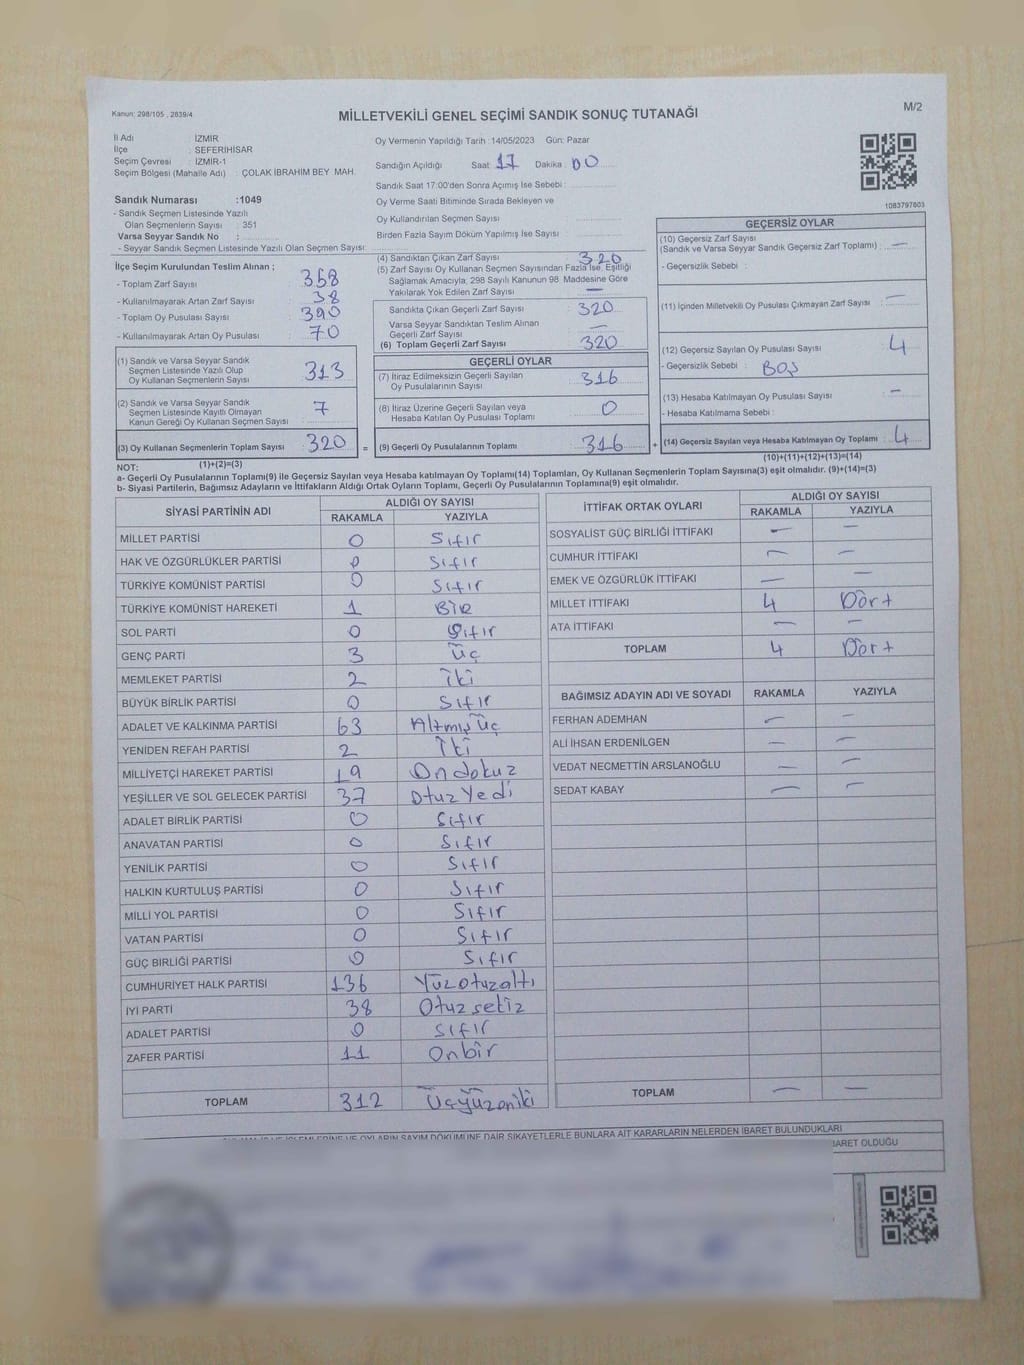 Kanun: 298/105 , 2839/4
MİLLETVEKİLİ GENEL SEÇİMİ SANDIK SONUÇ TUTANAĞI
M/2
İl Adı : İZMİR
İlçe : SEFERİHİSAR
Seçim Çevresi : İZMİR-1
Seçim Bölgesi (Mahalle Adı) : ÇOLAK İBRAHİM BEY MAH.
Oy Vermenin Yapıldığı Tarih : 14/05/2023 Gün: Pazar
Sandığın Açıldığı Saat : 17 Dakika : 00
Sandık Saat 17:00'den Sonra Açılmış İse Sebebi :
Oy Verme Saati Bitiminde Sırada Bekleyen ve
Oy Kullandırılan Seçmen Sayısı
Birden Fazla Sayım Döküm Yapılmış İse Sayısı :
1083797803
Sandık Numarası :1049
- Sandık Seçmen Listesinde Yazılı
Olan Seçmenlerin Sayısı : 351
Varsa Seyyar Sandık No :
- Seyyar Sandık Seçmen Listesinde Yazılı Olan Seçmen Sayısı:
İlçe Seçim Kurulundan Teslim Alınan ;
- Toplam Zarf Sayısı : 358
- Kullanılmayarak Artan Zarf Sayısı : 38
- Toplam Oy Pusulası Sayısı : 390
- Kullanılmayarak Artan Oy Pusulası : 70
(1) Sandık ve Varsa Seyyar Sandık
Seçmen Listesinde Yazılı Olup
Oy Kullanan Seçmenlerin Sayısı : 313
(2) Sandık ve Varsa Seyyar Sandık
Seçmen Listesinde Kayıtlı Olmayan
Kanun Gereği Oy Kullanan Seçmen Sayısı : 7
(3) Oy Kullanan Seçmenlerin Toplam Sayısı : 320
(1)+(2)=(3)
(4) Sandıktan Çıkan Zarf Sayısı : 320
(5) Zarf Sayısı Oy Kullanan Seçmen Sayısından Fazla İse, Eşitliği
Sağlamak Amacıyla, 298 Sayılı Kanunun 98. Maddesine Göre
Yakılarak Yok Edilen Zarf Sayısı : —
Sandıkta Çıkan Geçerli Zarf Sayısı : 320
Varsa Seyyar Sandıktan Teslim Alınan
Geçerli Zarf Sayısı : —
(6) Toplam Geçerli Zarf Sayısı : 320
GEÇERLİ OYLAR
(7) İtiraz Edilmeksizin Geçerli Sayılan
Oy Pusulalarının Sayısı : 316
(8) İtiraz Üzerine Geçerli Sayılan veya
Hesaba Katılan Oy Pusulası Toplamı : 0
= (9) Geçerli Oy Pusulalarının Toplamı : 316
GEÇERSİZ OYLAR
(10) Geçersiz Zarf Sayısı
(Sandık ve Varsa Seyyar Sandık Geçersiz Zarf Toplamı) : —
- Geçersizlik Sebebi :
(11) İçinden Milletvekili Oy Pusulası Çıkmayan Zarf Sayısı : —
(12) Geçersiz Sayılan Oy Pusulası Sayısı : 4
- Geçersizlik Sebebi : BOŞ
(13) Hesaba Katılmayan Oy Pusulası Sayısı : —
- Hesaba Katılmama Sebebi :
+ (14) Geçersiz Sayılan veya Hesaba Katılmayan Oy Toplamı : 4
(10)+(11)+(12)+(13)=(14)
NOT:
a- Geçerli Oy Pusulalarının Toplamı(9) ile Geçersiz Sayılan veya Hesaba katılmayan Oy Toplamı(14) Toplamları, Oy Kullanan Seçmenlerin Toplam Sayısına(3) eşit olmalıdır. (9)+(14)=(3)
b- Siyasi Partilerin, Bağımsız Adayların ve İttifakların Aldığı Ortak Oyların Toplamı, Geçerli Oy Pusulalarının Toplamına(9) eşit olmalıdır.
SİYASİ PARTİNİN ADI ALDIĞI OY SAYISI
RAKAMLA YAZIYLA
MİLLET PARTİSİ 0 Sıfır
HAK VE ÖZGÜRLÜKLER PARTİSİ 0 Sıfır
TÜRKİYE KOMÜNİST PARTİSİ 0 Sıfır
TÜRKİYE KOMÜNİST HAREKETİ 1 Bir
SOL PARTİ 0 Sıfır
GENÇ PARTİ 3 Üç
MEMLEKET PARTİSİ 2 İki
BÜYÜK BİRLİK PARTİSİ 0 Sıfır
ADALET VE KALKINMA PARTİSİ 63 Altmış Üç
YENİDEN REFAH PARTİSİ 2 İki
MİLLİYETÇİ HAREKET PARTİSİ 19 On dokuz
YEŞİLLER VE SOL GELECEK PARTİSİ 37 Otuz Yedi
ADALET BİRLİK PARTİSİ 0 Sıfır
ANAVATAN PARTİSİ 0 Sıfır
YENİLİK PARTİSİ 0 Sıfır
HALKIN KURTULUŞ PARTİSİ 0 Sıfır
MİLLİ YOL PARTİSİ 0 Sıfır
VATAN PARTİSİ 0 Sıfır
GÜÇ BİRLİĞİ PARTİSİ 0 Sıfır
CUMHURİYET HALK PARTİSİ 136 Yüzotuzaltı
İYİ PARTİ 38 Otuz sekiz
ADALET PARTİSİ 0 Sıfır
ZAFER PARTİSİ 11 Onbir
TOPLAM 312 Üçyüzoniki
İTTİFAK ORTAK OYLARI ALDIĞI OY SAYISI
RAKAMLA YAZIYLA
SOSYALİST GÜÇ BİRLİĞİ İTTİFAKI — —
CUMHUR İTTİFAKI — —
EMEK VE ÖZGÜRLÜK İTTİFAKI — —
MİLLET İTTİFAKI 4 Dört
ATA İTTİFAKI — —
TOPLAM 4 Dört
BAĞIMSIZ ADAYIN ADI VE SOYADI RAKAMLA YAZIYLA
FERHAN ADEMHAN — —
ALİ İHSAN ERDENİLGEN — —
VEDAT NECMETTİN ARSLANOĞLU — —
SEDAT KABAY — —
TOPLAM — —
OYLARIN SAYIM DÖKÜMÜNE DAİR ŞİKAYETLERLE BUNLARA AİT KARARLARIN NELERDEN İBARET BULUNDUKLARI
İBARET OLDUĞU